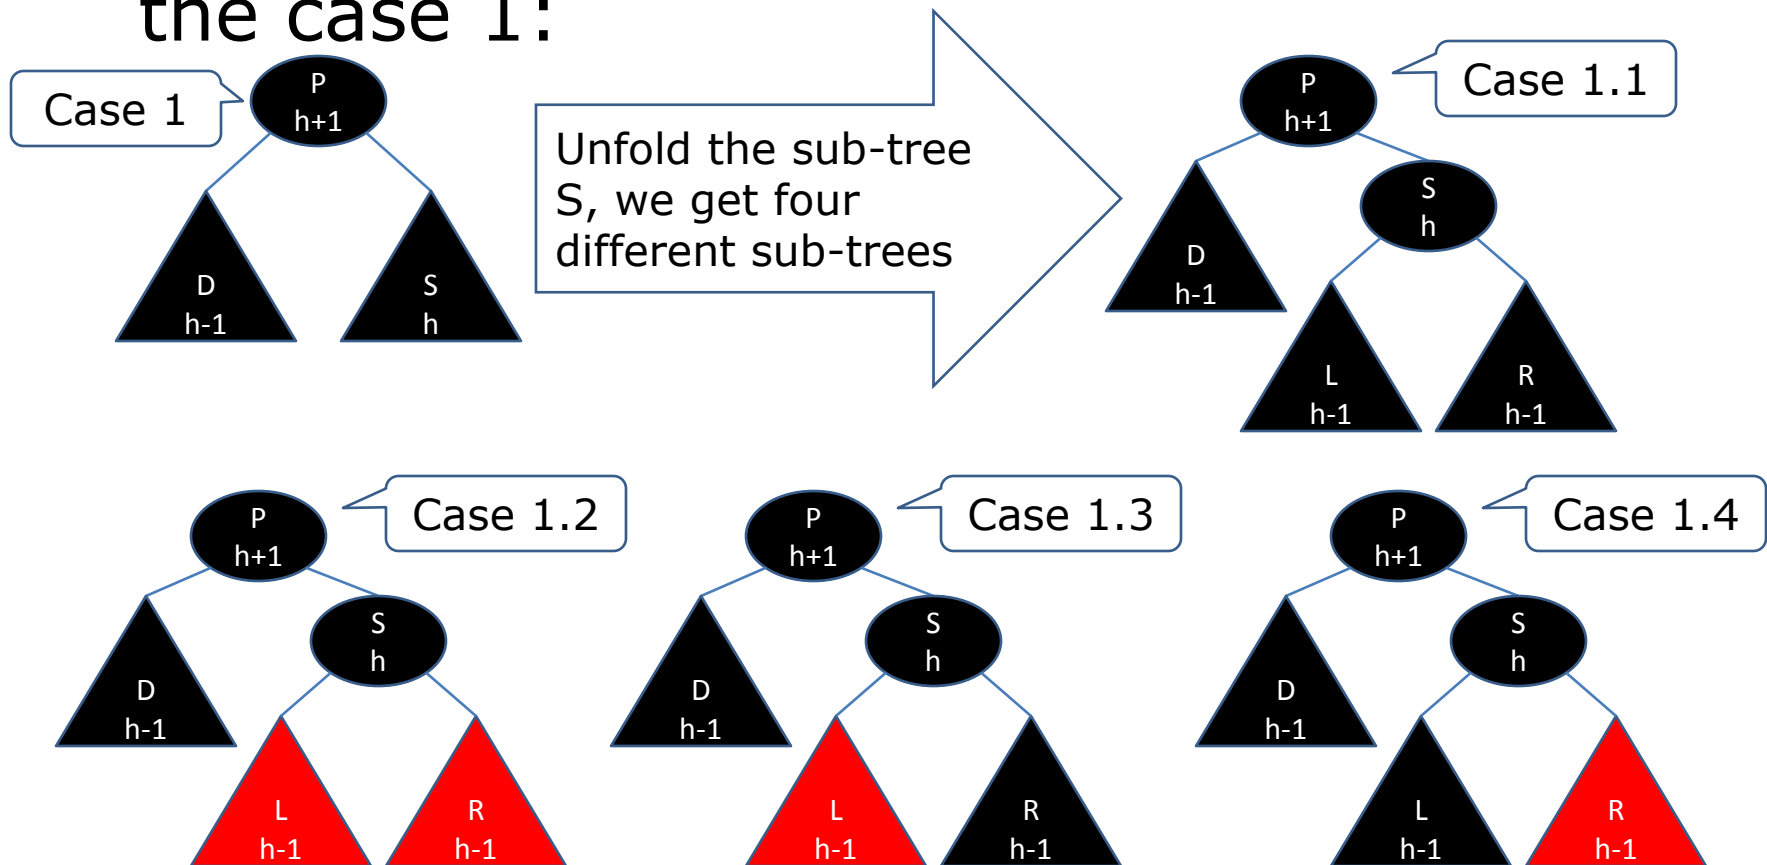 the case 1:
Case 1
P
h+1
D
h-1
S
h
Unfold the sub-tree
S, we get four
different sub-trees
Case 1.1
P
h+1
D
h-1
S
h
L
h-1
R
h-1
Case 1.2
P
h+1
D
h-1
S
h
L
h-1
R
h-1
Case 1.3
P
h+1
D
h-1
S
h
L
h-1
R
h-1
Case 1.4
P
h+1
D
h-1
S
h
L
h-1
R
h-1